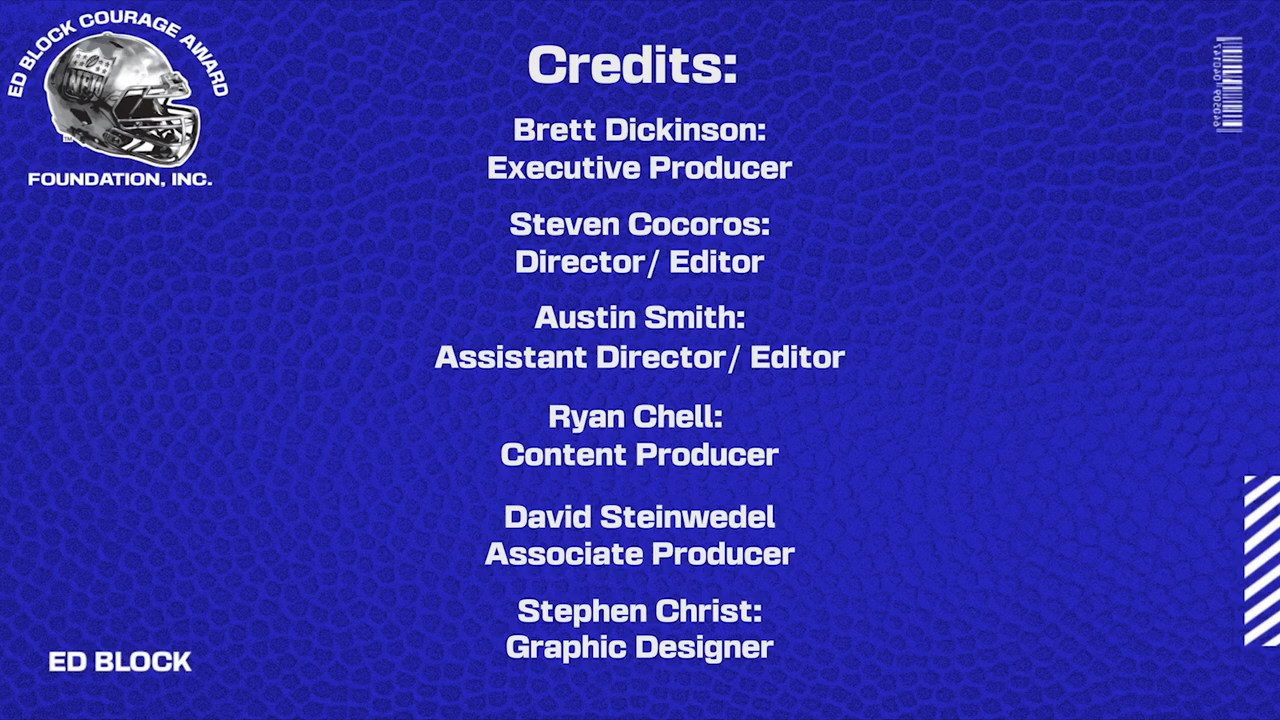 ED BLOCK COURAGE AWARD
FOUNDATION, INC.
Credits:
Brett Dickinson:
Executive Producer
Steven Cocoros:
Director/ Editor
Austin Smith:
Assistant Director/ Editor
Ryan Chell:
Content Producer
David Steinwedel
Associate Producer
Stephen Christ:
Graphic Designer
ED BLOCK